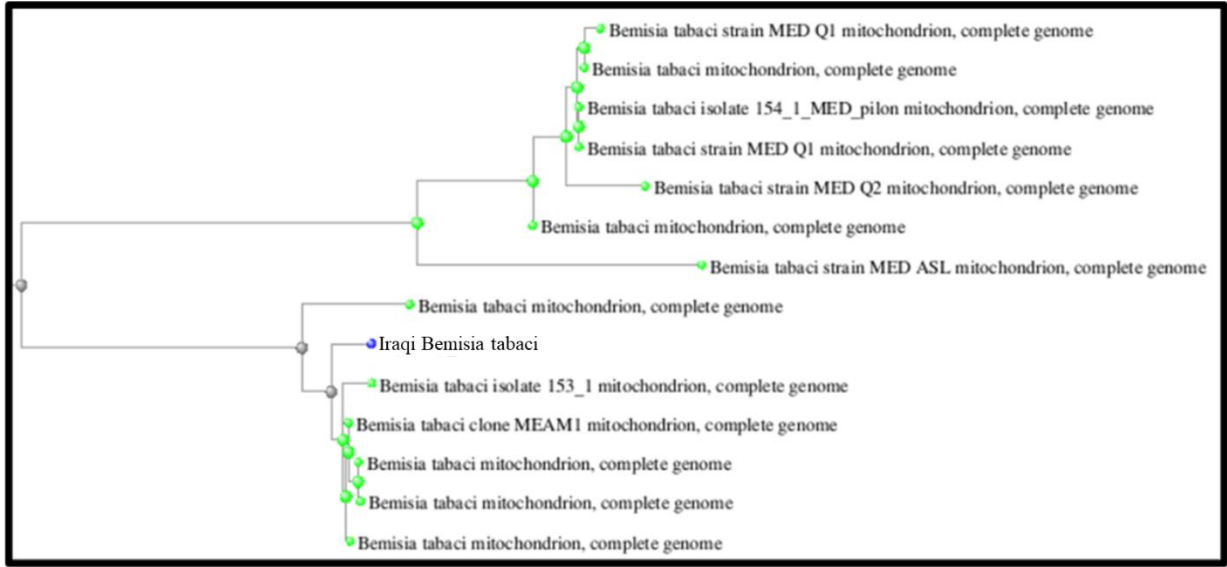 Bemisia tabaci strain MED Q1 mitochondrion, complete genome
Bemisia tabaci mitochondrion, complete genome
Bemisia tabaci isolate 154_1_MED_pilon mitochondrion, complete genome
Bemisia tabaci strain MED Q1 mitochondrion, complete genome
Bemisia tabaci strain MED Q2 mitochondrion, complete genome
Bemisia tabaci mitochondrion, complete genome
Bemisia tabaci strain MED ASL mitochondrion, complete genome
Bemisia tabaci mitochondrion, complete genome
Iraqi Bemisia tabaci
Bemisia tabaci isolate 153_1 mitochondrion, complete genome
Bemisia tabaci clone MEAM1 mitochondrion, complete genome
Bemisia tabaci mitochondrion, complete genome
Bemisia tabaci mitochondrion, complete genome
Bemisia tabaci mitochondrion, complete genome